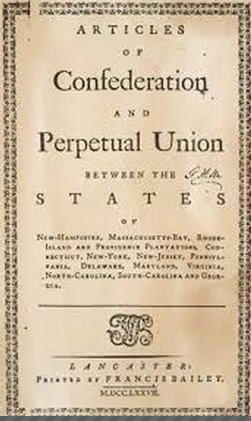 ARTICLES
OF
Confederation
AND
Perpetual Union
BETWEEN THE
STATES
OF
NEW-HAMPSHIRE, MASSACHUSETTS-BAY, RHODE-
ISLAND AND PROVIDENCE PLANTATIONS, CON-
NECTICUT, NEW-YORK, NEW-JERSEY, PENNSYL-
VANIA, DELAWARE, MARYLAND, VIRGINIA,
NORTH-CAROLINA, SOUTH-CAROLINA AND GEOR-
GIA.
LANCASTER:
PRINTED BY FRANCIS BAILEY.
M,DCC,LXXVII.